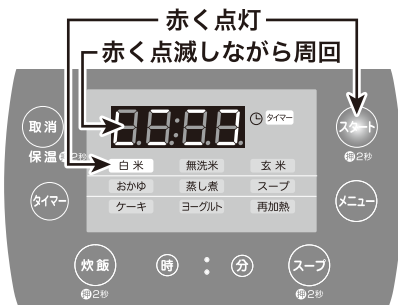 赤く点灯
赤く点滅しながら周回
タイマー
取消
スタート
保温 押2秒
押2秒
白米 無洗米 玄米
おかゆ 蒸し煮 スープ
ケーキ ヨーグルト 再加熱
タイマー
メニュー
炊飯 時 : 分 スープ
押2秒 押2秒